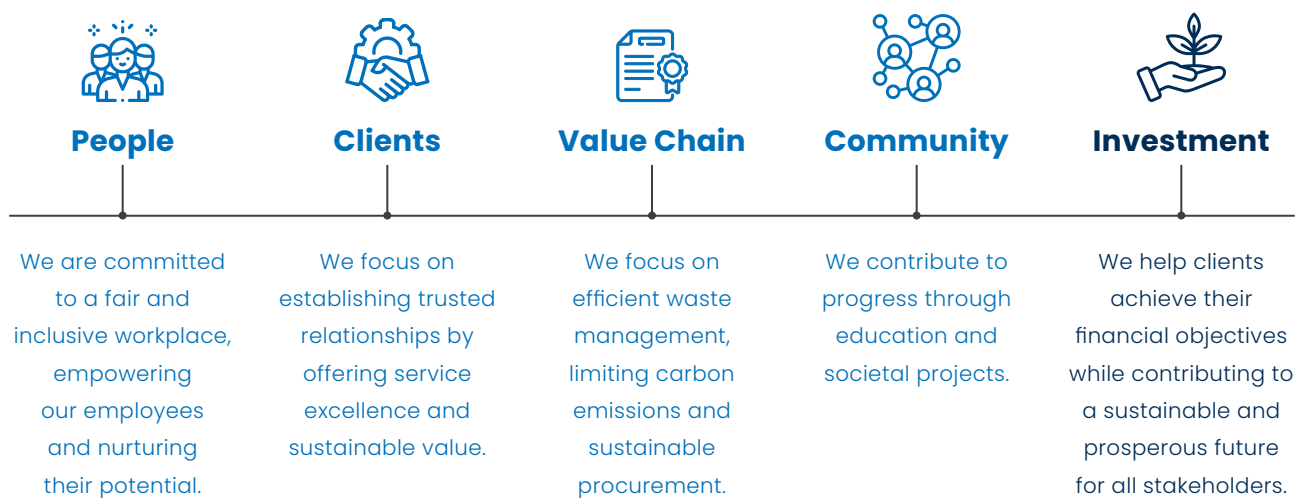 People
We are committed
to a fair and
inclusive workplace,
empowering
our employees
and nurturing
their potential.
Clients
We focus on
establishing trusted
relationships by
offering service
excellence and
sustainable value.
Value Chain
We focus on
efficient waste
management,
limiting carbon
emissions and
sustainable
procurement.
Community
We contribute to
progress through
education and
societal projects.
Investment
We help clients
achieve their
financial objectives
while contributing to
a sustainable and
prosperous future
for all stakeholders.